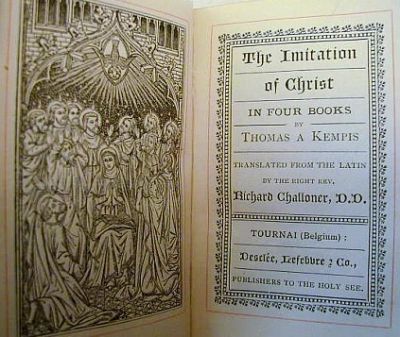 The Imitation
of Christ
IN FOUR BOOKS
BY
THOMAS A KEMPIS
TRANSLATED FROM THE LATIN
BY THE RIGHT REV.
Richard Challoner, D.D.
TOURNAI (Belgium) :
Desclée, Lefebvre & Co.,
PUBLISHERS TO THE HOLY SEE.